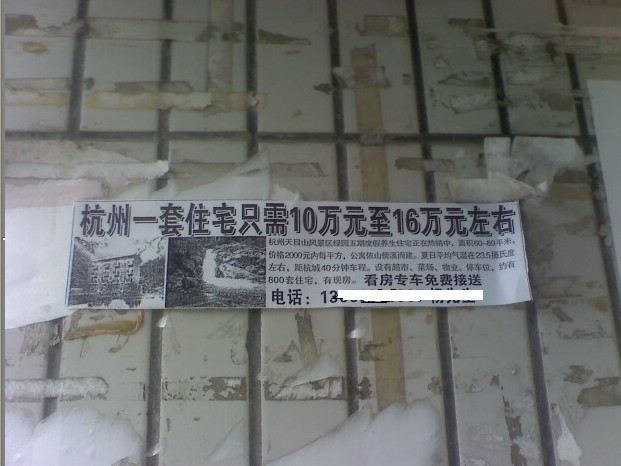 杭州一套住宅只需10万元至16万元左右
杭州天目山风景区绿园五期度假养生住宅正在热销中，面积60-80平米。
价格2000元内每平方，公寓依山傍溪而建。夏日平均气温在23.5摄氏度
左右，距杭城40分钟车程。设有超市、菜场、物业、停车位，约有
800套住宅，有现房。看房专车免费接送
电话：13